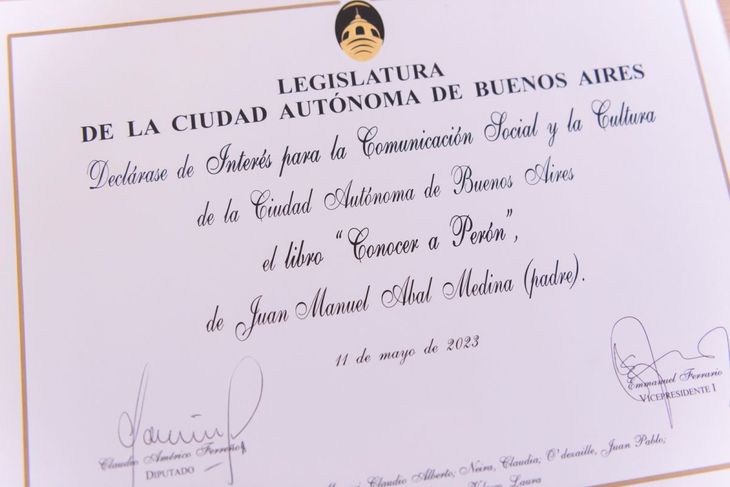 LEGISLATURA
DE LA CIUDAD AUTÓNOMA DE BUENOS AIRES
Declárase de Interés para la Comunicación Social y la Cultura
de la Ciudad Autónoma de Buenos Aires
el libro "Conocer a Perón",
de Juan Manuel Abal Medina (padre).
11 de mayo de 2023
Emmanuel Ferrario
VICEPRESIDENTE I
Claudio Américo Ferreño
DIPUTADO
Claudio Alberto; Neira, Claudia; O'dezaille, Juan Pablo;
Laura